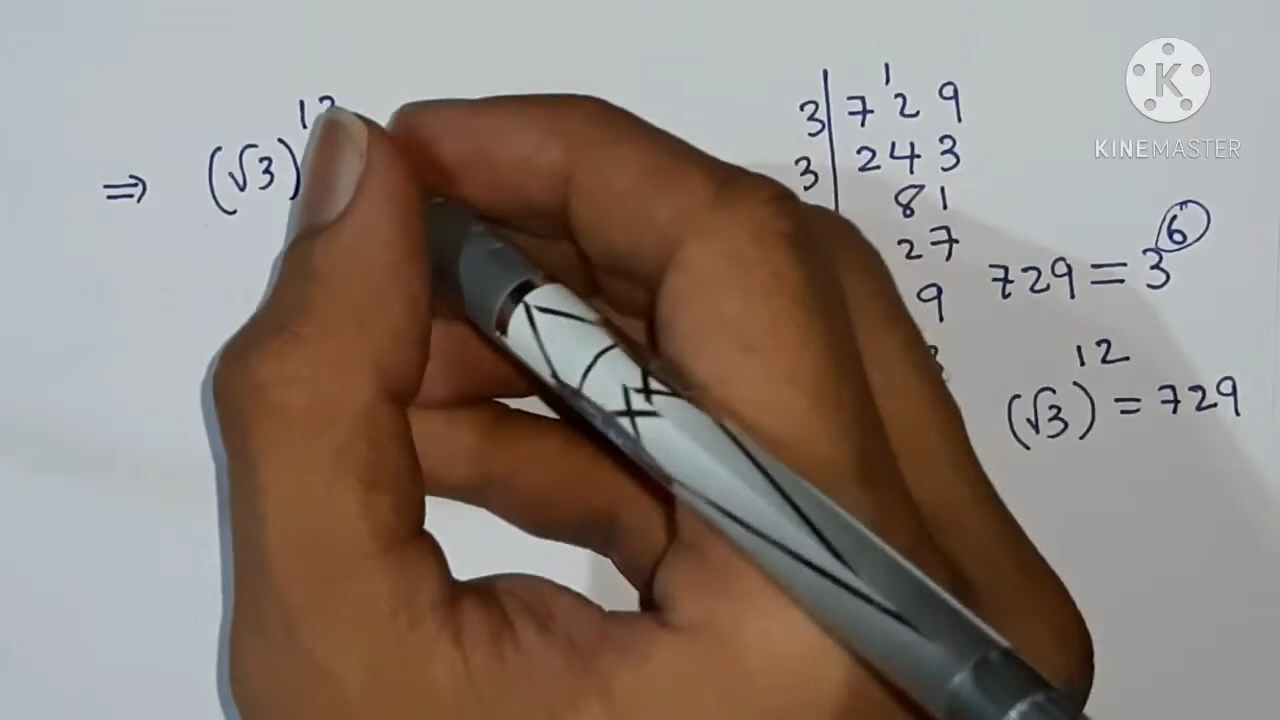 ⇒ (√3)^12
3 | 7 2 9
3 | 2 4 3
8 1
2 7
9
729 = 3^6
(√3)^12 = 729
KINEMASTER